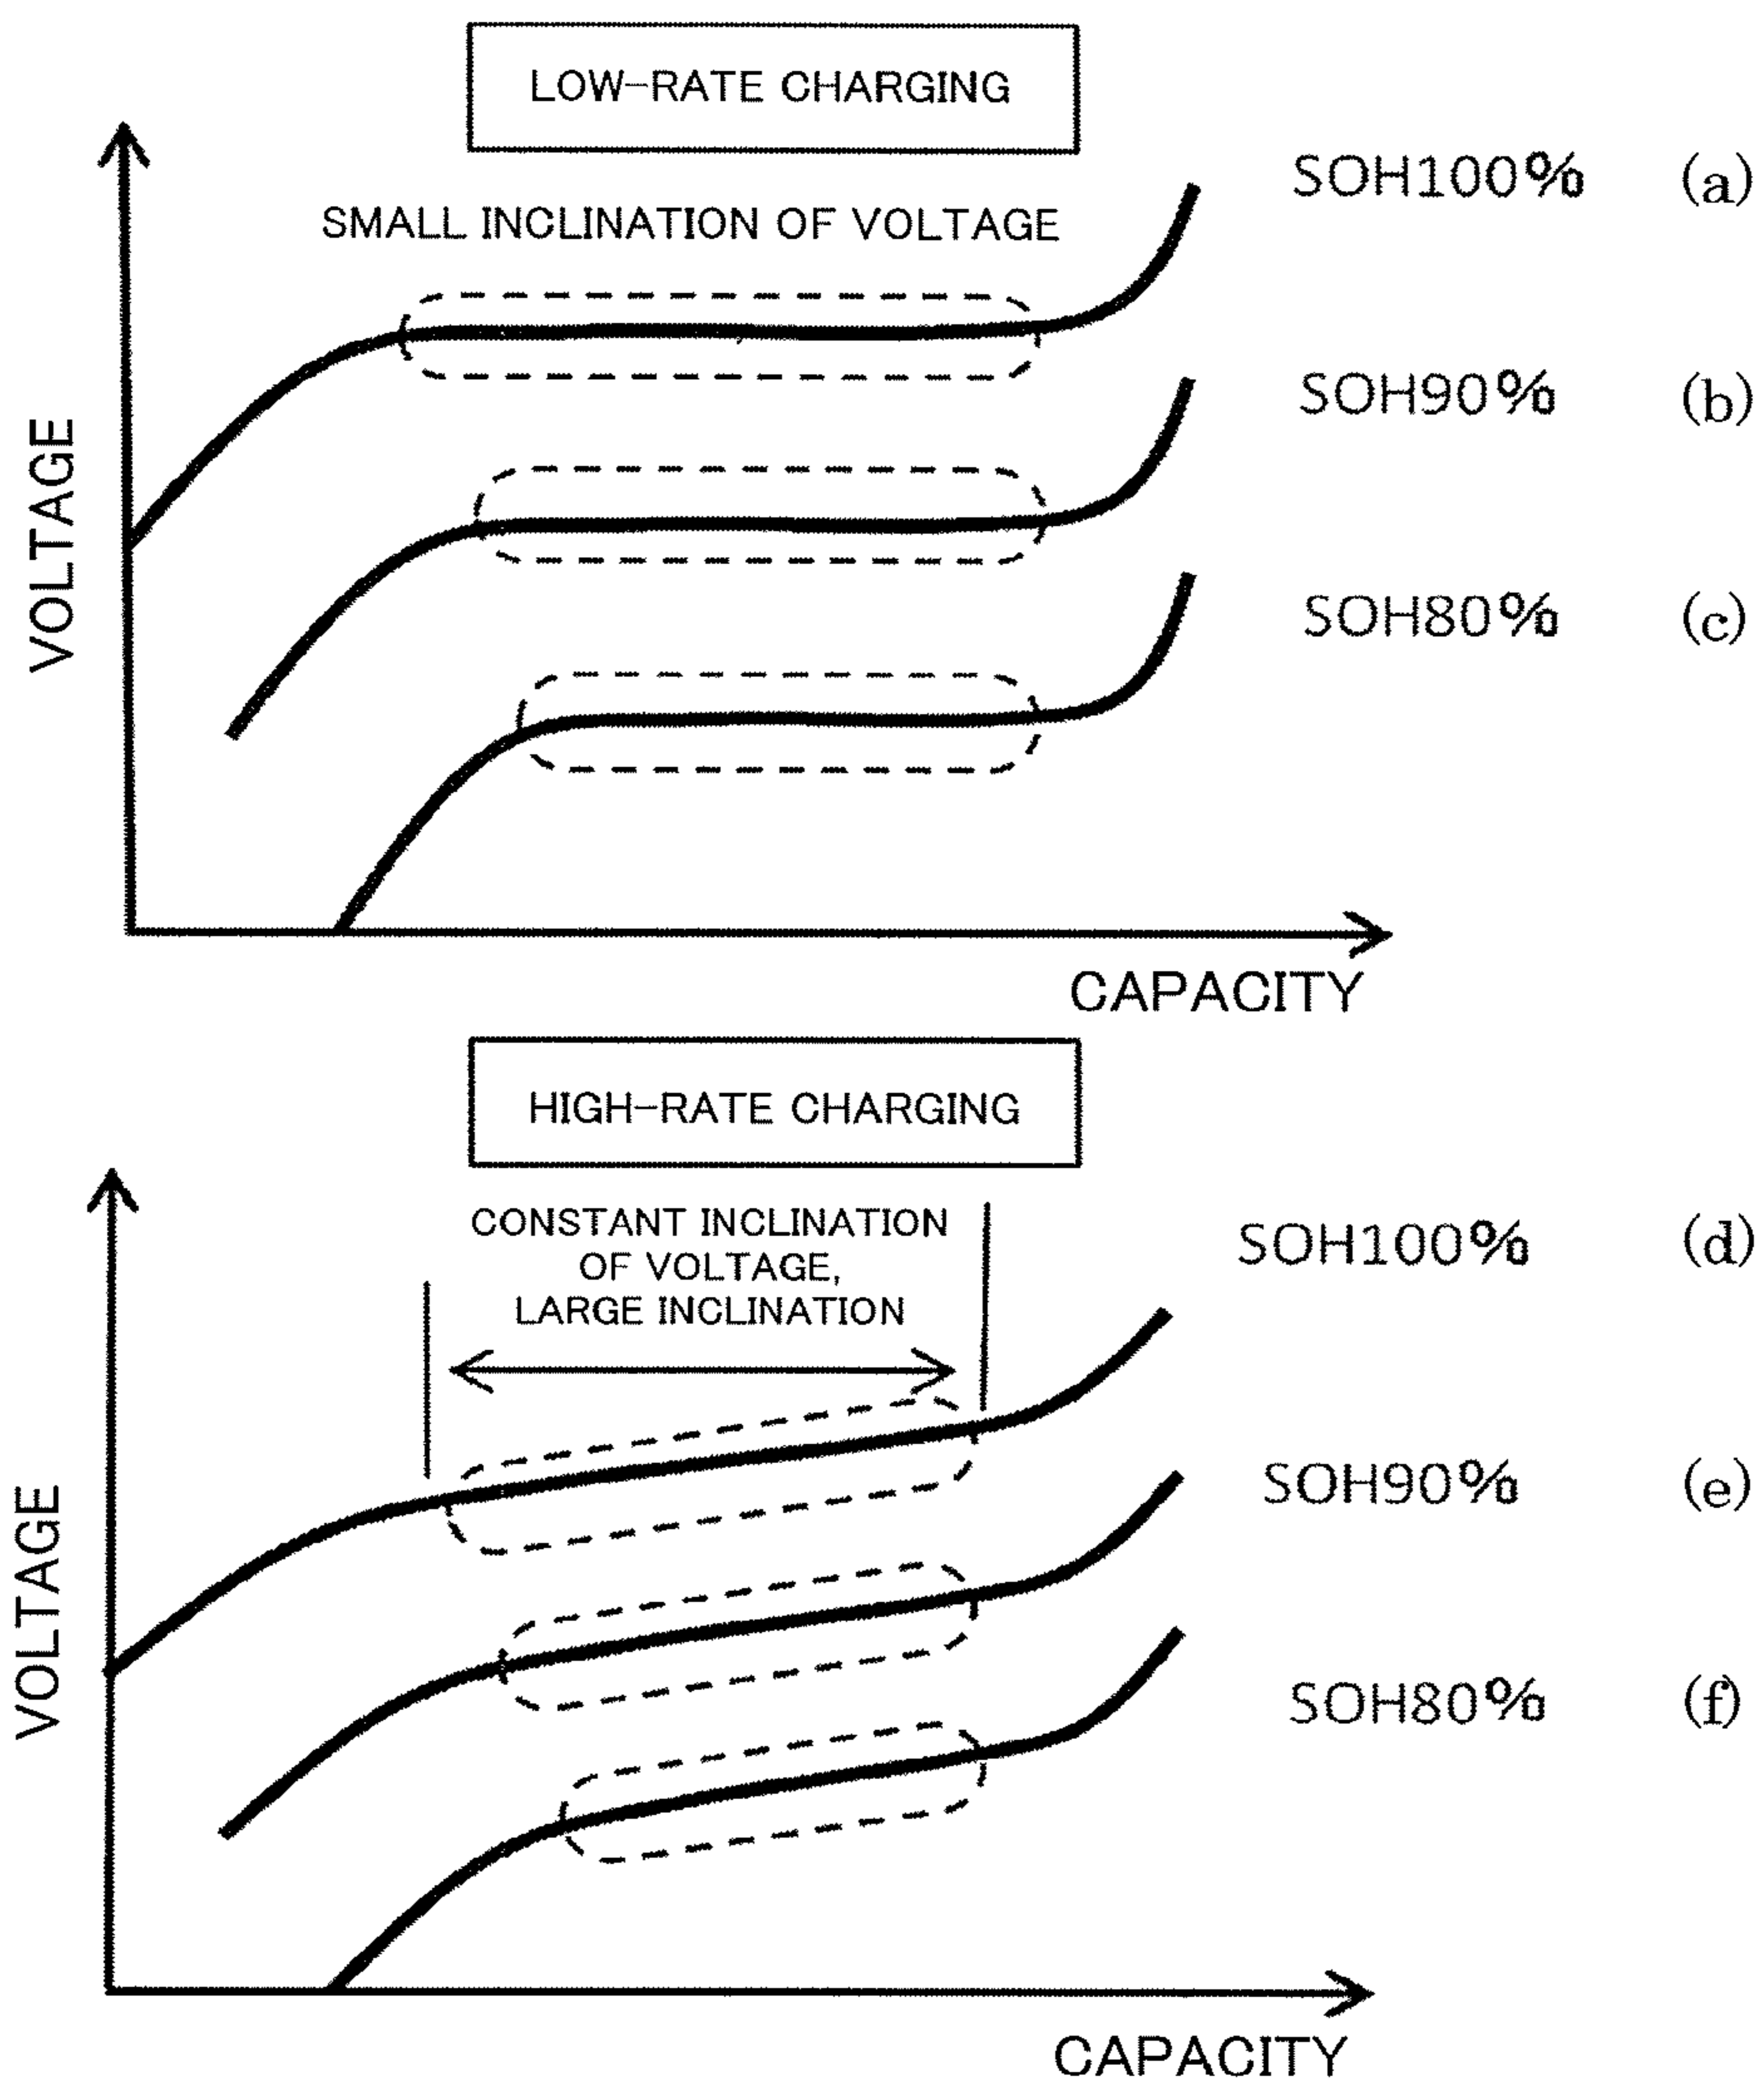 LOW-RATE CHARGING
SOH100% (a)
SMALL INCLINATION OF VOLTAGE
SOH90% (b)
VOLTAGE
SOH80% (c)
CAPACITY
HIGH-RATE CHARGING
CONSTANT INCLINATION
OF VOLTAGE,
LARGE INCLINATION
SOH100% (d)
SOH90% (e)
VOLTAGE
SOH80% (f)
CAPACITY